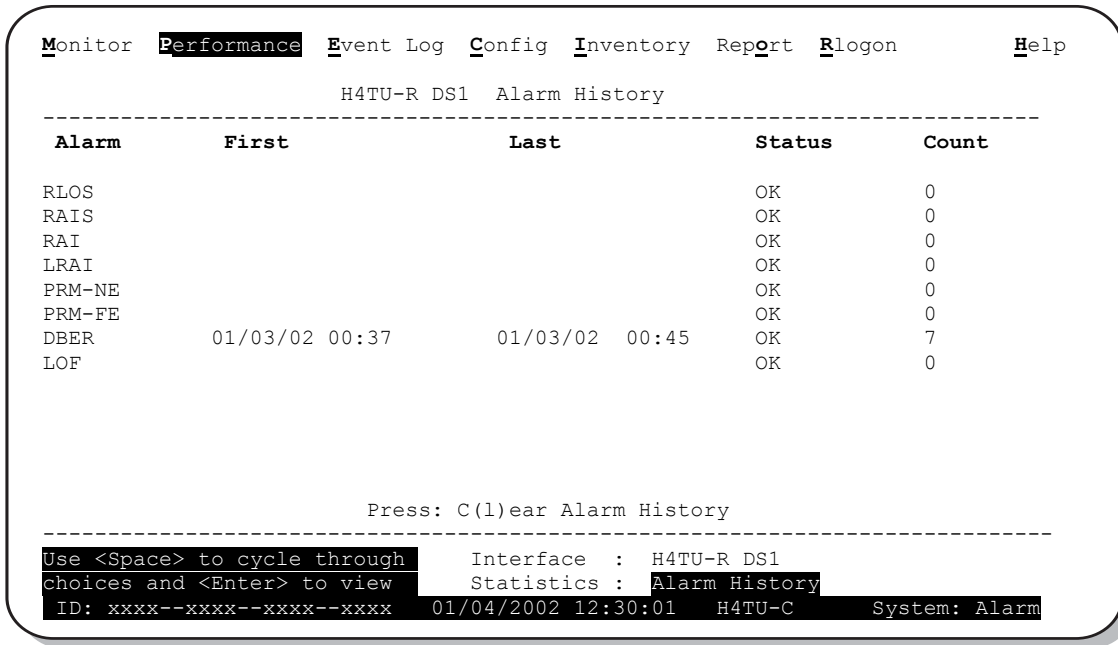 Monitor Performance Event Log Config Inventory Report Rlogon Help
H4TU-R DS1 Alarm History
--------------------------------------------------------------------------------
Alarm First Last Status Count
RLOS OK 0
RAIS OK 0
RAI OK 0
LRAI OK 0
PRM-NE OK 0
PRM-FE OK 0
DBER 01/03/02 00:37 01/03/02 00:45 OK 7
LOF OK 0
Press: C(l)ear Alarm History
--------------------------------------------------------------------------------
Use <Space> to cycle through Interface : H4TU-R DS1
choices and <Enter> to view Statistics : Alarm History
ID: xxxx--xxxx--xxxx--xxxx 01/04/2002 12:30:01 H4TU-C System: Alarm